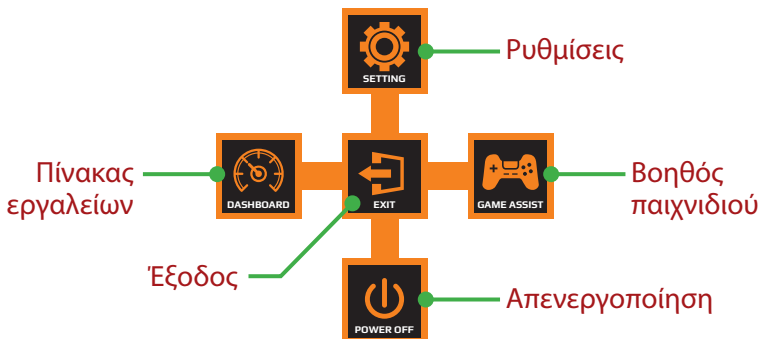 SETTING
Ρυθμίσεις
Πίνακας
εργαλείων
DASHBOARD
EXIT
GAME ASSIST
Βοηθός
παιχνιδιού
Έξοδος
POWER OFF
Απενεργοποίηση